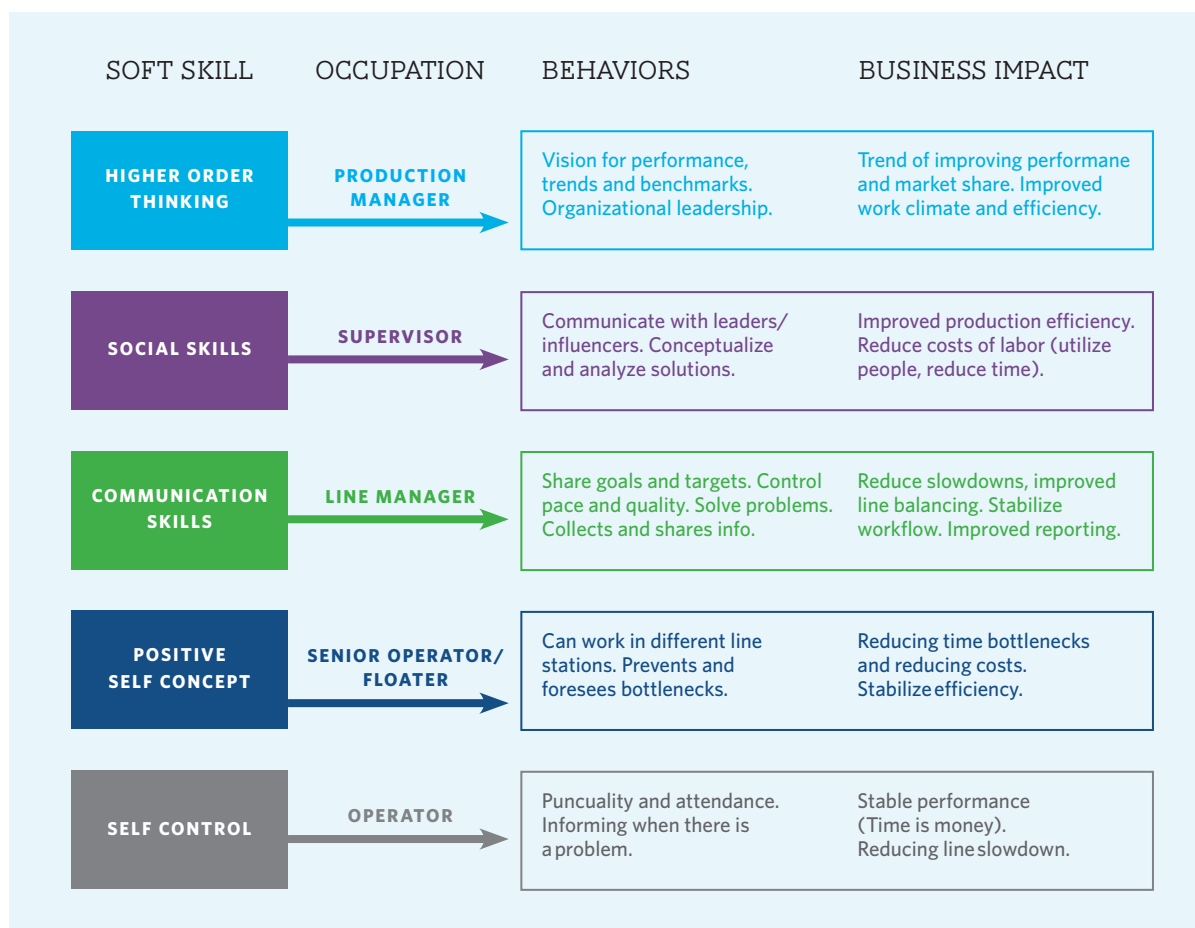 SOFT SKILL
OCCUPATION
BEHAVIORS
BUSINESS IMPACT
HIGHER ORDER
THINKING
PRODUCTION
MANAGER
Vision for performance,
trends and benchmarks.
Organizational leadership.
Trend of improving performane
and market share. Improved
work climate and efficiency.
SOCIAL SKILLS
SUPERVISOR
Communicate with leaders/
influencers. Conceptualize
and analyze solutions.
Improved production efficiency.
Reduce costs of labor (utilize
people, reduce time).
COMMUNICATION
SKILLS
LINE MANAGER
Share goals and targets. Control
pace and quality. Solve problems.
Collects and shares info.
Reduce slowdowns, improved
line balancing. Stabilize
workflow. Improved reporting.
POSITIVE
SELF CONCEPT
SENIOR OPERATOR/
FLOATER
Can work in different line
stations. Prevents and
foresees bottlenecks.
Reducing time bottlenecks
and reducing costs.
Stabilize efficiency.
SELF CONTROL
OPERATOR
Puncuality and attendance.
Informing when there is
a problem.
Stable performance
(Time is money).
Reducing line slowdown.